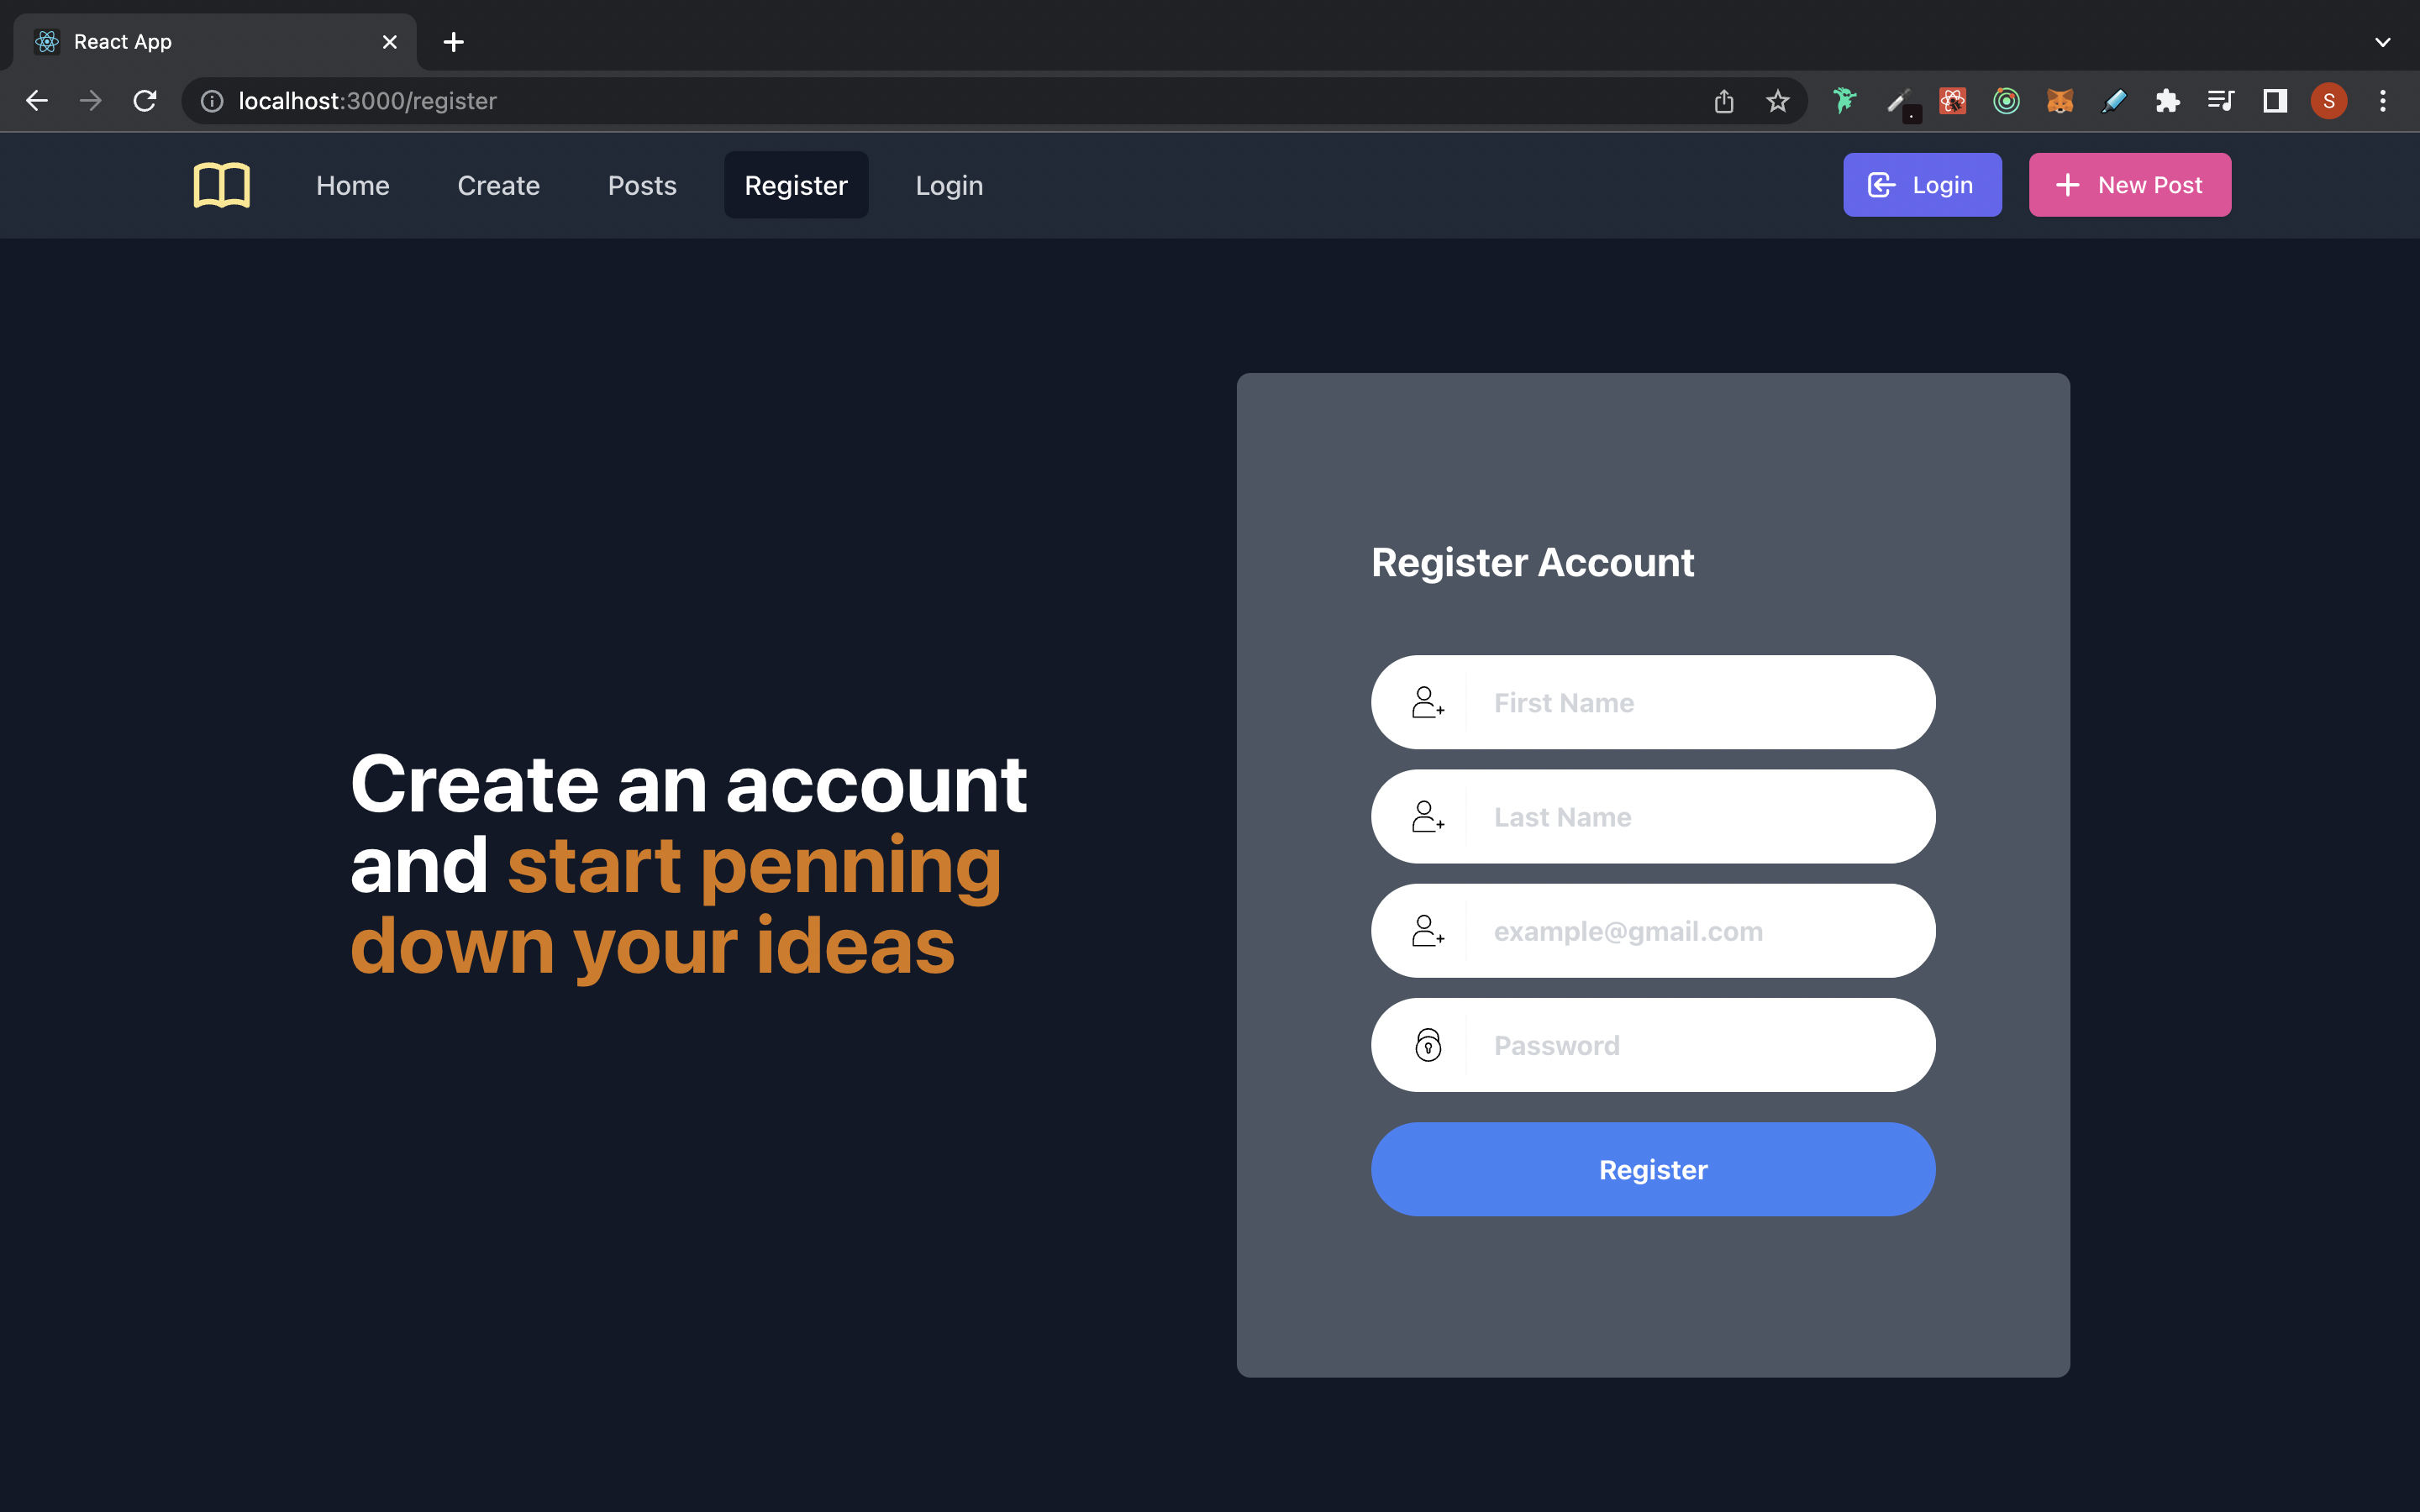 React App
localhost:3000/register
S
Home Create Posts Register Login
Login New Post
Create an account
and start penning
down your ideas
Register Account
First Name
Last Name
example@gmail.com
Password
Register